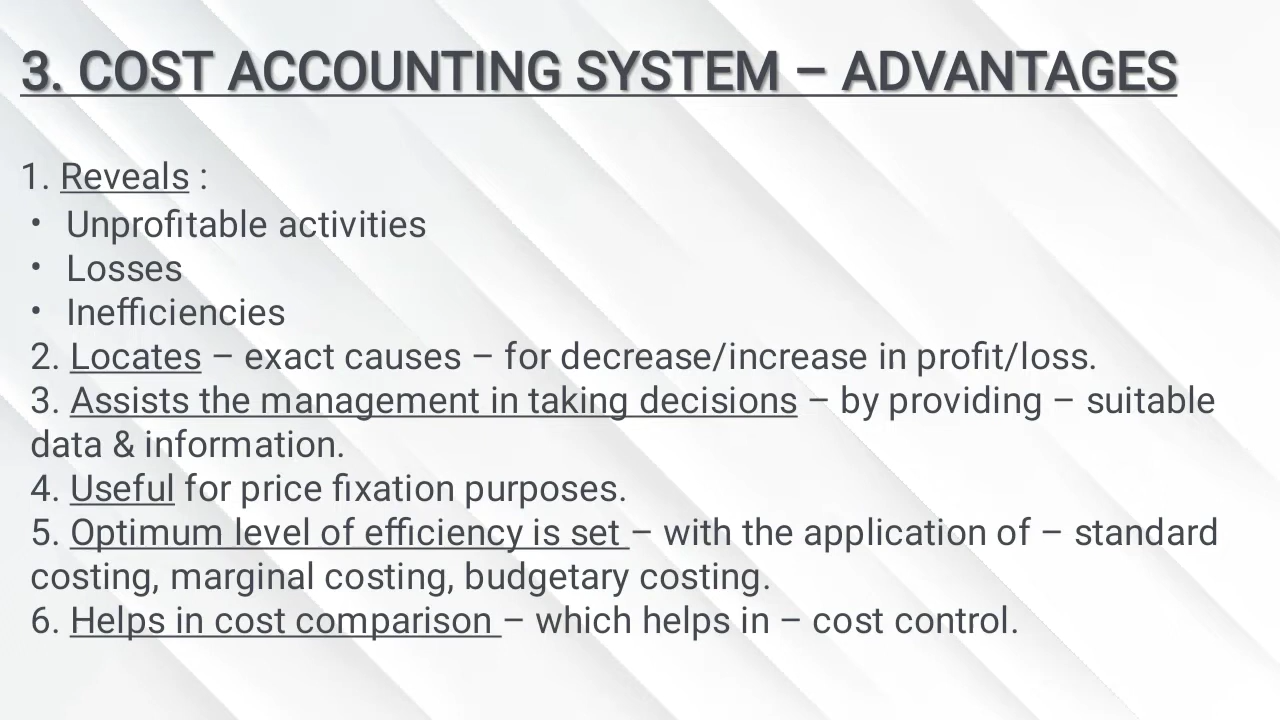 3. COST ACCOUNTING SYSTEM – ADVANTAGES
1. Reveals :
• Unprofitable activities
• Losses
• Inefficiencies
2. Locates – exact causes – for decrease/increase in profit/loss.
3. Assists the management in taking decisions – by providing – suitable
data & information.
4. Useful for price fixation purposes.
5. Optimum level of efficiency is set – with the application of – standard
costing, marginal costing, budgetary costing.
6. Helps in cost comparison – which helps in – cost control.